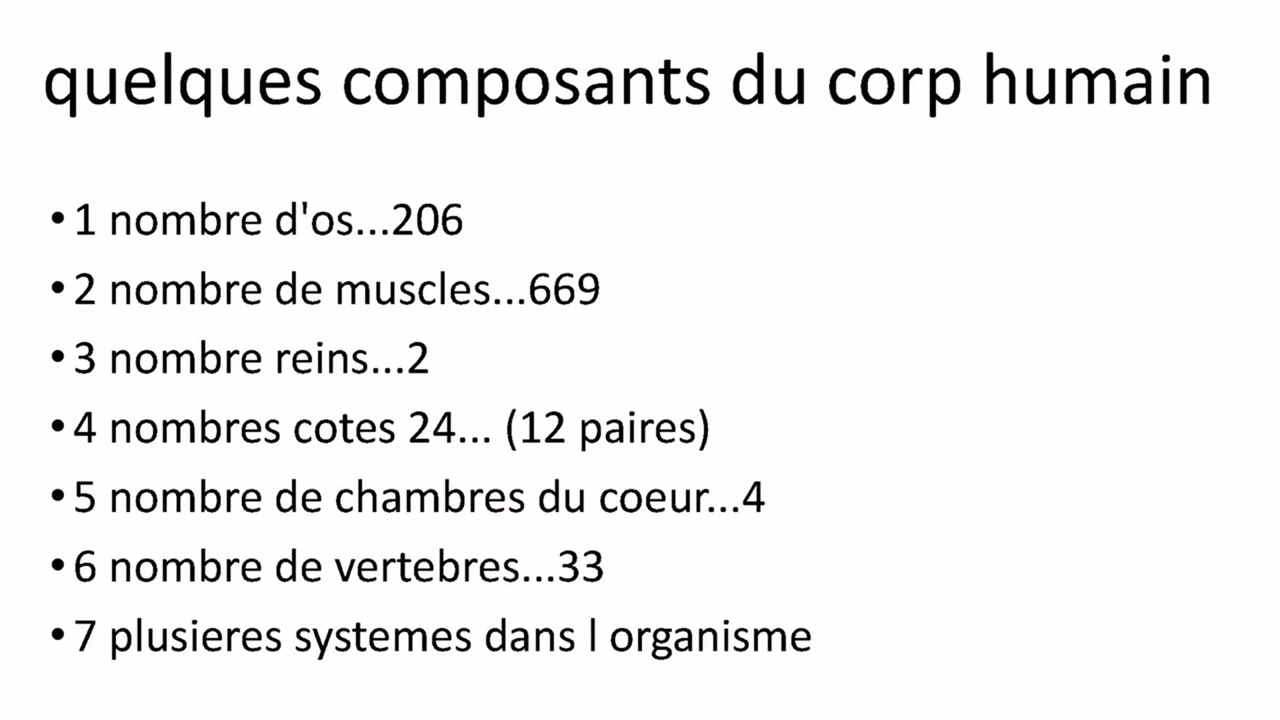 quelques composants du corp humain
•1 nombre d'os...206
•2 nombre de muscles...669
•3 nombre reins...2
•4 nombres cotes 24... (12 paires)
•5 nombre de chambres du coeur...4
•6 nombre de vertebres...33
•7 plusieres systemes dans l organisme